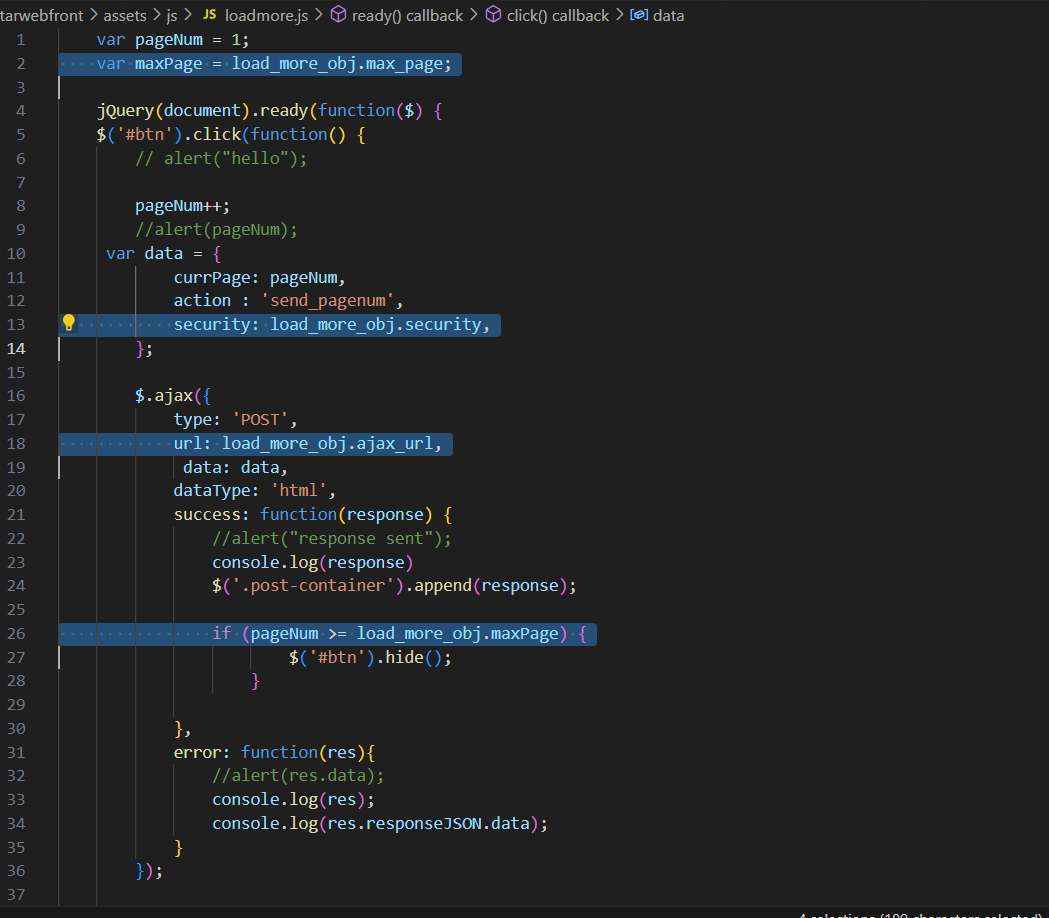 tarwebfront > assets > js > JS loadmore.js > ready() callback > click() callback > data
1 var pageNum = 1;
2 var maxPage = load_more_obj.max_page;
3
4 jQuery(document).ready(function($) {
5 $('#btn').click(function() {
6 // alert("hello");
7
8 pageNum++;
9 //alert(pageNum);
10 var data = {
11 currPage: pageNum,
12 action : 'send_pagenum',
13 security: load_more_obj.security,
14 };
15
16 $.ajax({
17 type: 'POST',
18 url: load_more_obj.ajax_url,
19 data: data,
20 dataType: 'html',
21 success: function(response) {
22 //alert("response sent");
23 console.log(response)
24 $('.post-container').append(response);
25
26 if (pageNum >= load_more_obj.maxPage) {
27 $('#btn').hide();
28 }
29
30 },
31 error: function(res){
32 //alert(res.data);
33 console.log(res);
34 console.log(res.responseJSON.data);
35 }
36 });
37
4 selections (189 characters selected)